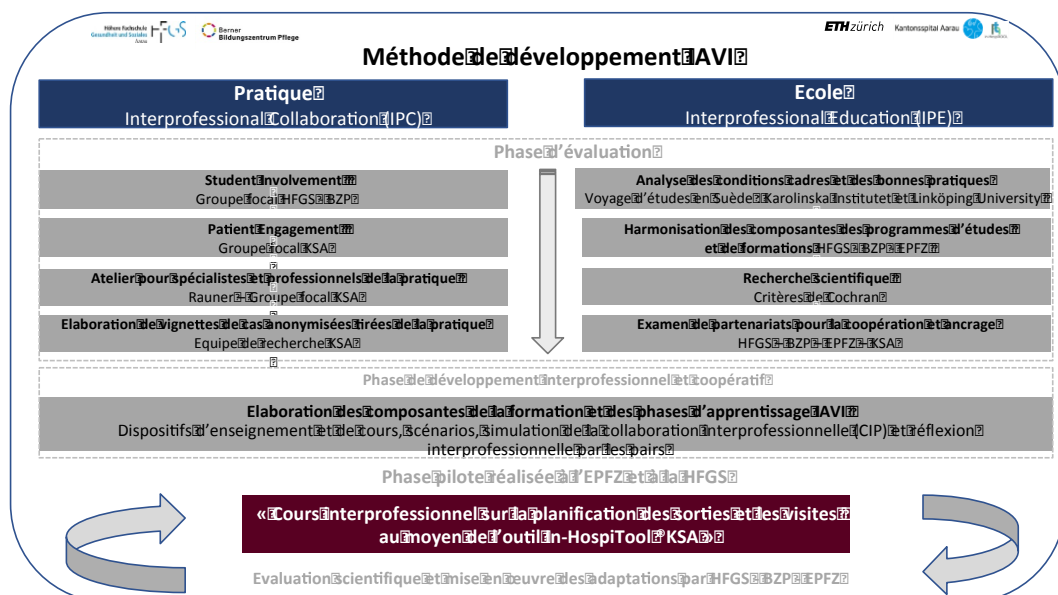 Höhere Fachschule
Gesundheit und Soziales
Aarau
HFGS
Berner
Bildungszentrum Pflege
ETH zürich
Kantonsspital Aarau
Méthode de développement AVI
Pratique
Interprofessional Collaboration (IPC)
Ecole
Interprofessional Education (IPE)
Phase d'évaluation
Student Involvement
Groupe focal HFGS BZP
Patient Engagement
Groupe focal KSA
Atelier pour spécialistes et professionnels de la pratique
Rauner – Groupe focal KSA
Elaboration de vignettes de cas anonymisées tirées de la pratique
Equipe de recherche KSA
Analyse des conditions cadres et des bonnes pratiques
Voyage d'études en Suède Karolinska Institutet et Linköping University
Harmonisation des composantes des programmes d'études
et de formations HFGS BZP EPFZ
Recherche scientifique
Critères de Cochran
Examen de partenariats pour la coopération et ancrage
HFGS – BZP – EPFZ – KSA
Phase de développement interprofessionnel et coopératif
Elaboration des composantes de la formation et des phases d'apprentissage AVI
Dispositifs d'enseignement et de cours, scénarios, simulation de la collaboration interprofessionnelle (CIP) et réflexion
interprofessionnelle par les pairs
Phase pilote réalisée à l'EPFZ et à la HFGS
« Cours interprofessionnel sur la planification des sorties et les visites
au moyen de l'outil In-HospiTool ® KSA »
Evaluation scientifique et mise en œuvre des adaptations par HFGS BZP EPFZ